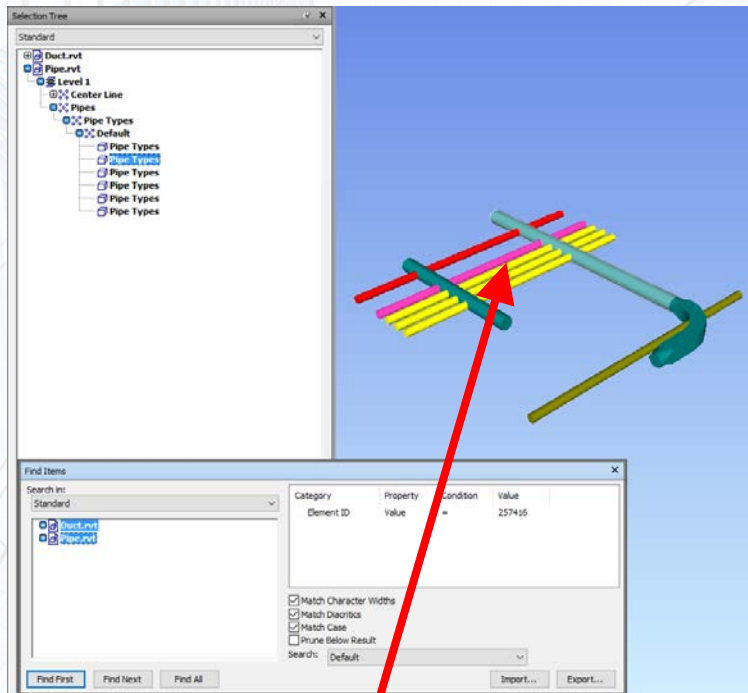 Selection Tree
Standard
Duct.rvt
Pipe.rvt
Level 1
Center Line
Pipes
Pipe Types
Default
Pipe Types
Pipe Types
Pipe Types
Pipe Types
Pipe Types
Pipe Types
Find Items
Search in:
Standard
Duct.rvt
Pipe.rvt
Category Property Condition Value
Element ID Value = 257416
Match Character Widths
Match Diacritics
Match Case
Prune Below Result
Search: Default
Find First Find Next Find All Import... Export...